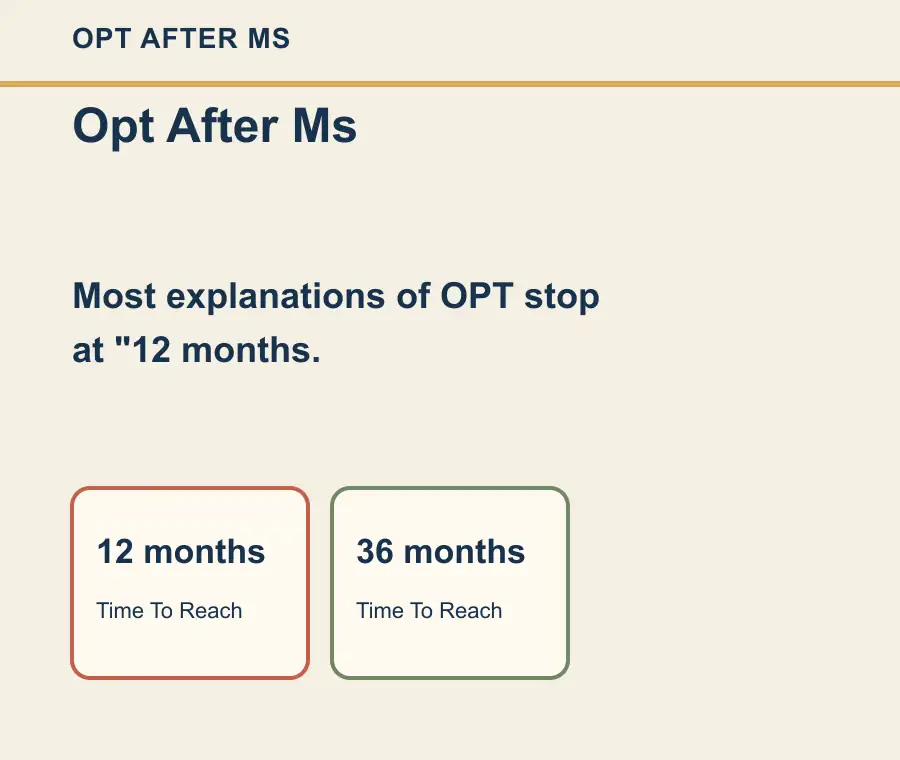 OPT AFTER MS
Opt After Ms
Most explanations of OPT stop
at "12 months.
12 months
Time To Reach
36 months
Time To Reach